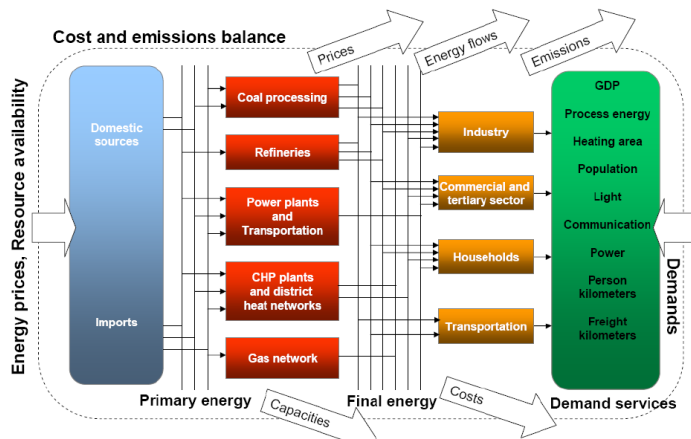 Cost and emissions balance
Prices
Energy flows
Emissions
Energy prices, Resource availability
Domestic
sources
Imports
Coal processing
Refineries
Power plants
and
Transportation
CHP plants
and district
heat networks
Gas network
Industry
Commercial and
tertiary sector
Households
Transportation
GDP
Process energy
Heating area
Population
Light
Communication
Power
Person
kilometers
Freight
kilometers
Demands
Primary energy
Capacities
Final energy
Costs
Demand services